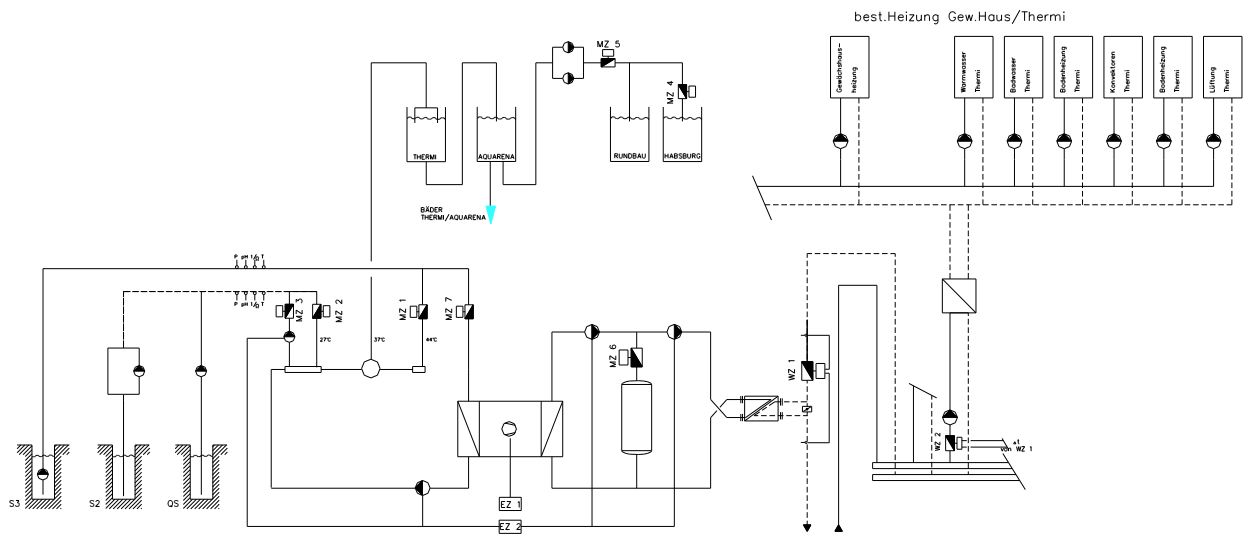 best.Heizung Gew.Haus/Thermi
MZ 5
MZ 4
Gewächshaus-
heizung
Warmwasser
Thermi
Badwasser
Thermi
Bodenheizung
Thermi
Konvektoren
Thermi
Bodenheizung
Thermi
Lüftung
Thermi
THERMI
AQUARENA
RUNDBAU
HABSBURG
BÄDER
THERMI/AQUARENA
P pH 1/Ω T
P pH 1/Ω T
MZ 3
MZ 2
MZ 1
MZ 7
27°C
37°C
44°C
MZ 6
WZ 1
WZ 2
von WZ 1
S3
S2
QS
EZ 1
EZ 2